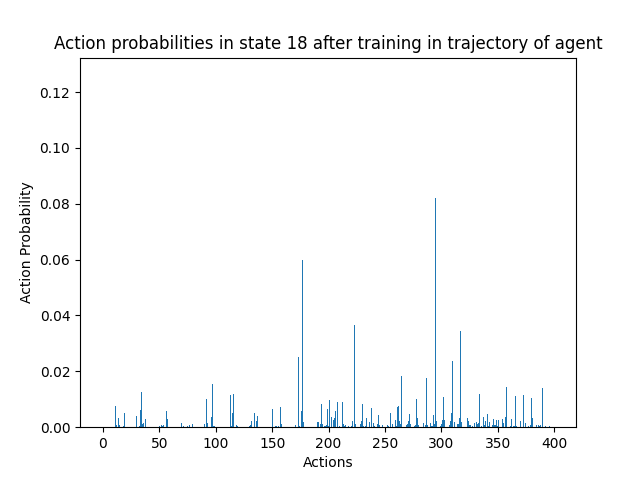 Action probabilities in state 18 after training in trajectory of agent
0.12
0.10
0.08
0.06
0.04
0.02
0.00
Action Probability
0 50 100 150 200 250 300 350 400
Actions